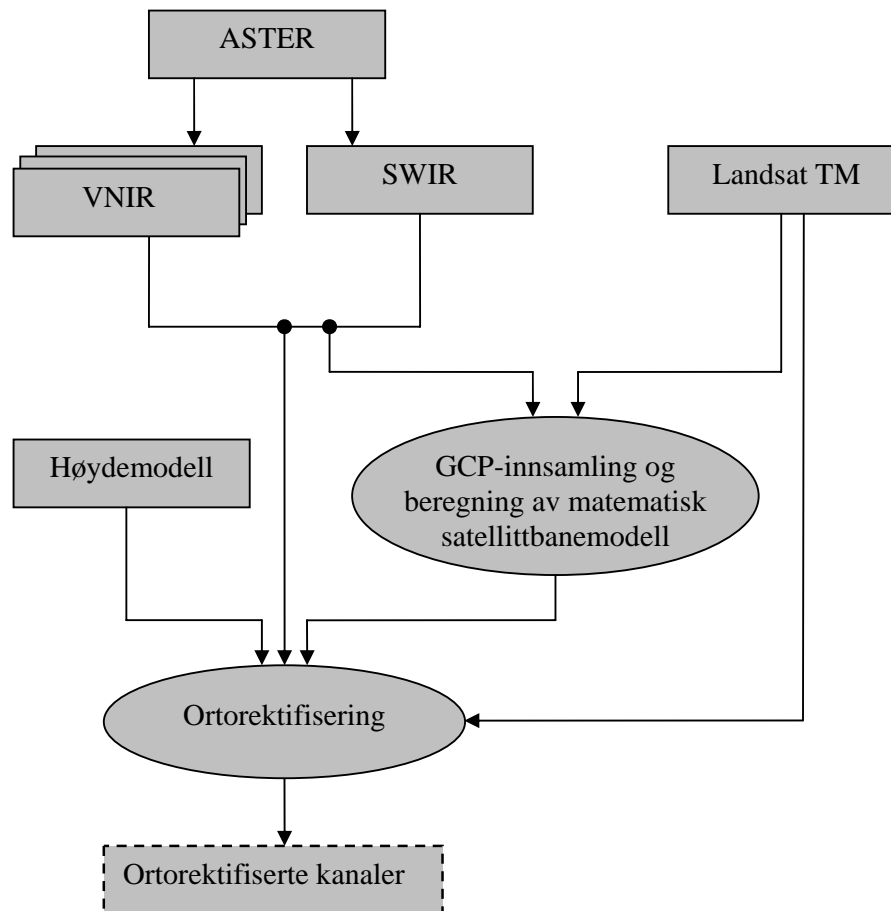 ASTER
VNIR
SWIR
Landsat TM
Høydemodell
GCP-innsamling og
beregning av matematisk
satellittbanemodell
Ortorektifisering
Ortorektifiserte kanaler